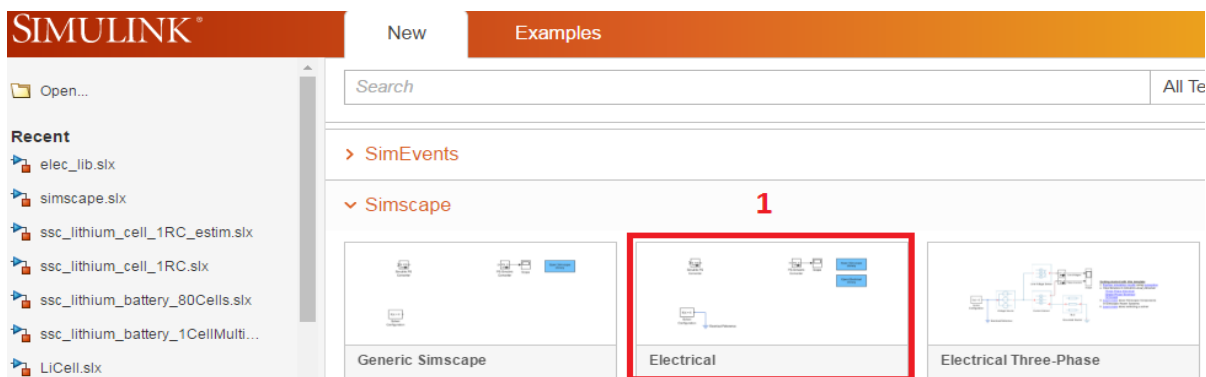 SIMULINK®
New
Examples
Open...
Search
All Te
Recent
elec_lib.slx
SimEvents
simscape.slx
Simscape
1
ssc_lithium_cell_1RC_estim.slx
ssc_lithium_cell_1RC.slx
ssc_lithium_battery_80Cells.slx
ssc_lithium_battery_1CellMulti...
LiCell.slx
Generic Simscape
Electrical
Electrical Three-Phase